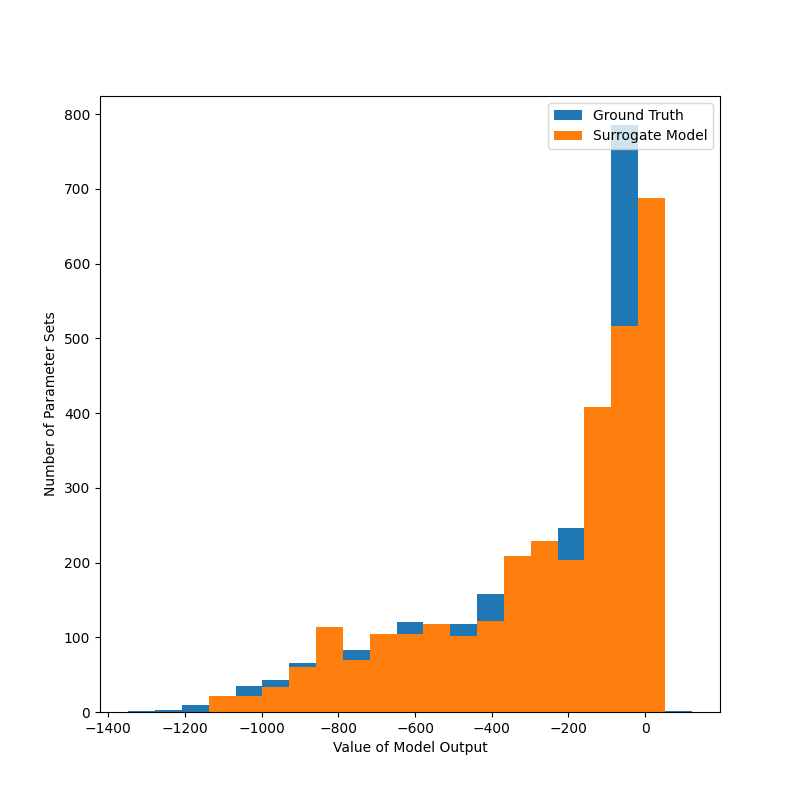 Ground Truth
Surrogate Model
800
700
600
500
400
300
200
100
0
Number of Parameter Sets
−1400 −1200 −1000 −800 −600 −400 −200 0
Value of Model Output